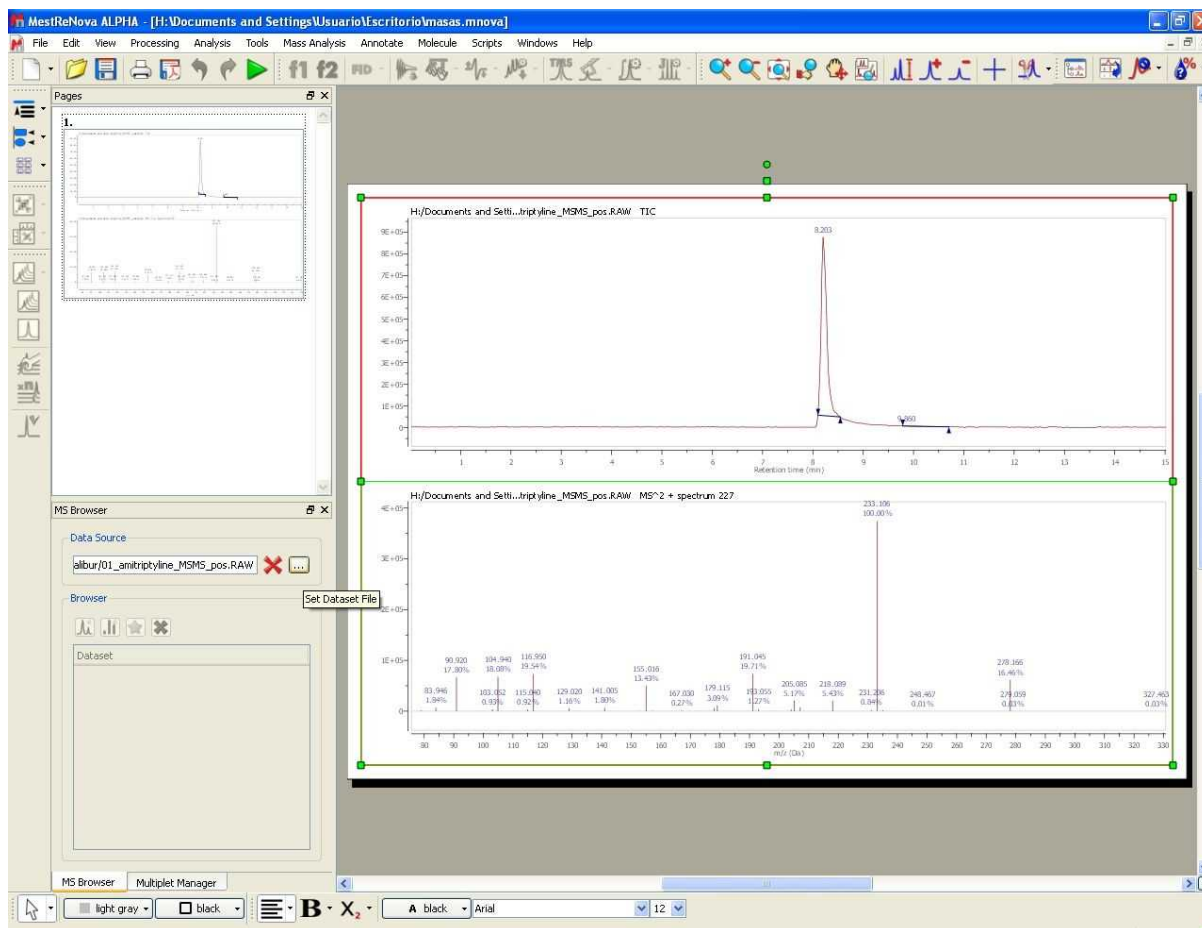 MestReNova ALPHA - [H:\Documents and Settings\Usuario\Escritorio\masas.mnova]
File Edit View Processing Analysis Tools Mass Analysis Annotate Molecule Scripts Windows Help
f1 f2 FID
Pages
1.
H:/Documents and Setti...triptyline_MSMS_pos.RAW TIC
8.203
9E+05
8E+05
7E+05
6E+05
5E+05
4E+05
3E+05
2E+05
1E+05
0
9.860
1 2 3 4 5 6 7 8 9 10 11 12 13 14 15
Retention time (min)
MS Browser
Data Source
alibur/01_amitriptyline_MSMS_pos.RAW ...
Set Dataset File
Browser
Dataset
H:/Documents and Setti...triptyline_MSMS_pos.RAW MS^2 + spectrum 227
4E+05
3E+05
2E+05
1E+05
0
233.106
100.00%
90.920
17.80%
104.940
18.08%
116.950
19.54%
155.016
13.43%
191.045
19.71%
278.166
16.46%
83.946
1.84%
103.052
0.93%
115.040
0.92%
129.020
1.16%
141.005
1.80%
167.030
0.27%
179.115
3.09%
193.055
1.27%
205.085
5.17%
218.089
5.43%
231.206
0.84%
248.467
0.01%
279.059
0.03%
327.463
0.03%
80 90 100 110 120 130 140 150 160 170 180 190 200 210 220 230 240 250 260 270 280 290 300 310 320 330
m/z (Da)
MS Browser Multiplet Manager
light gray black B X2 A black Arial 12